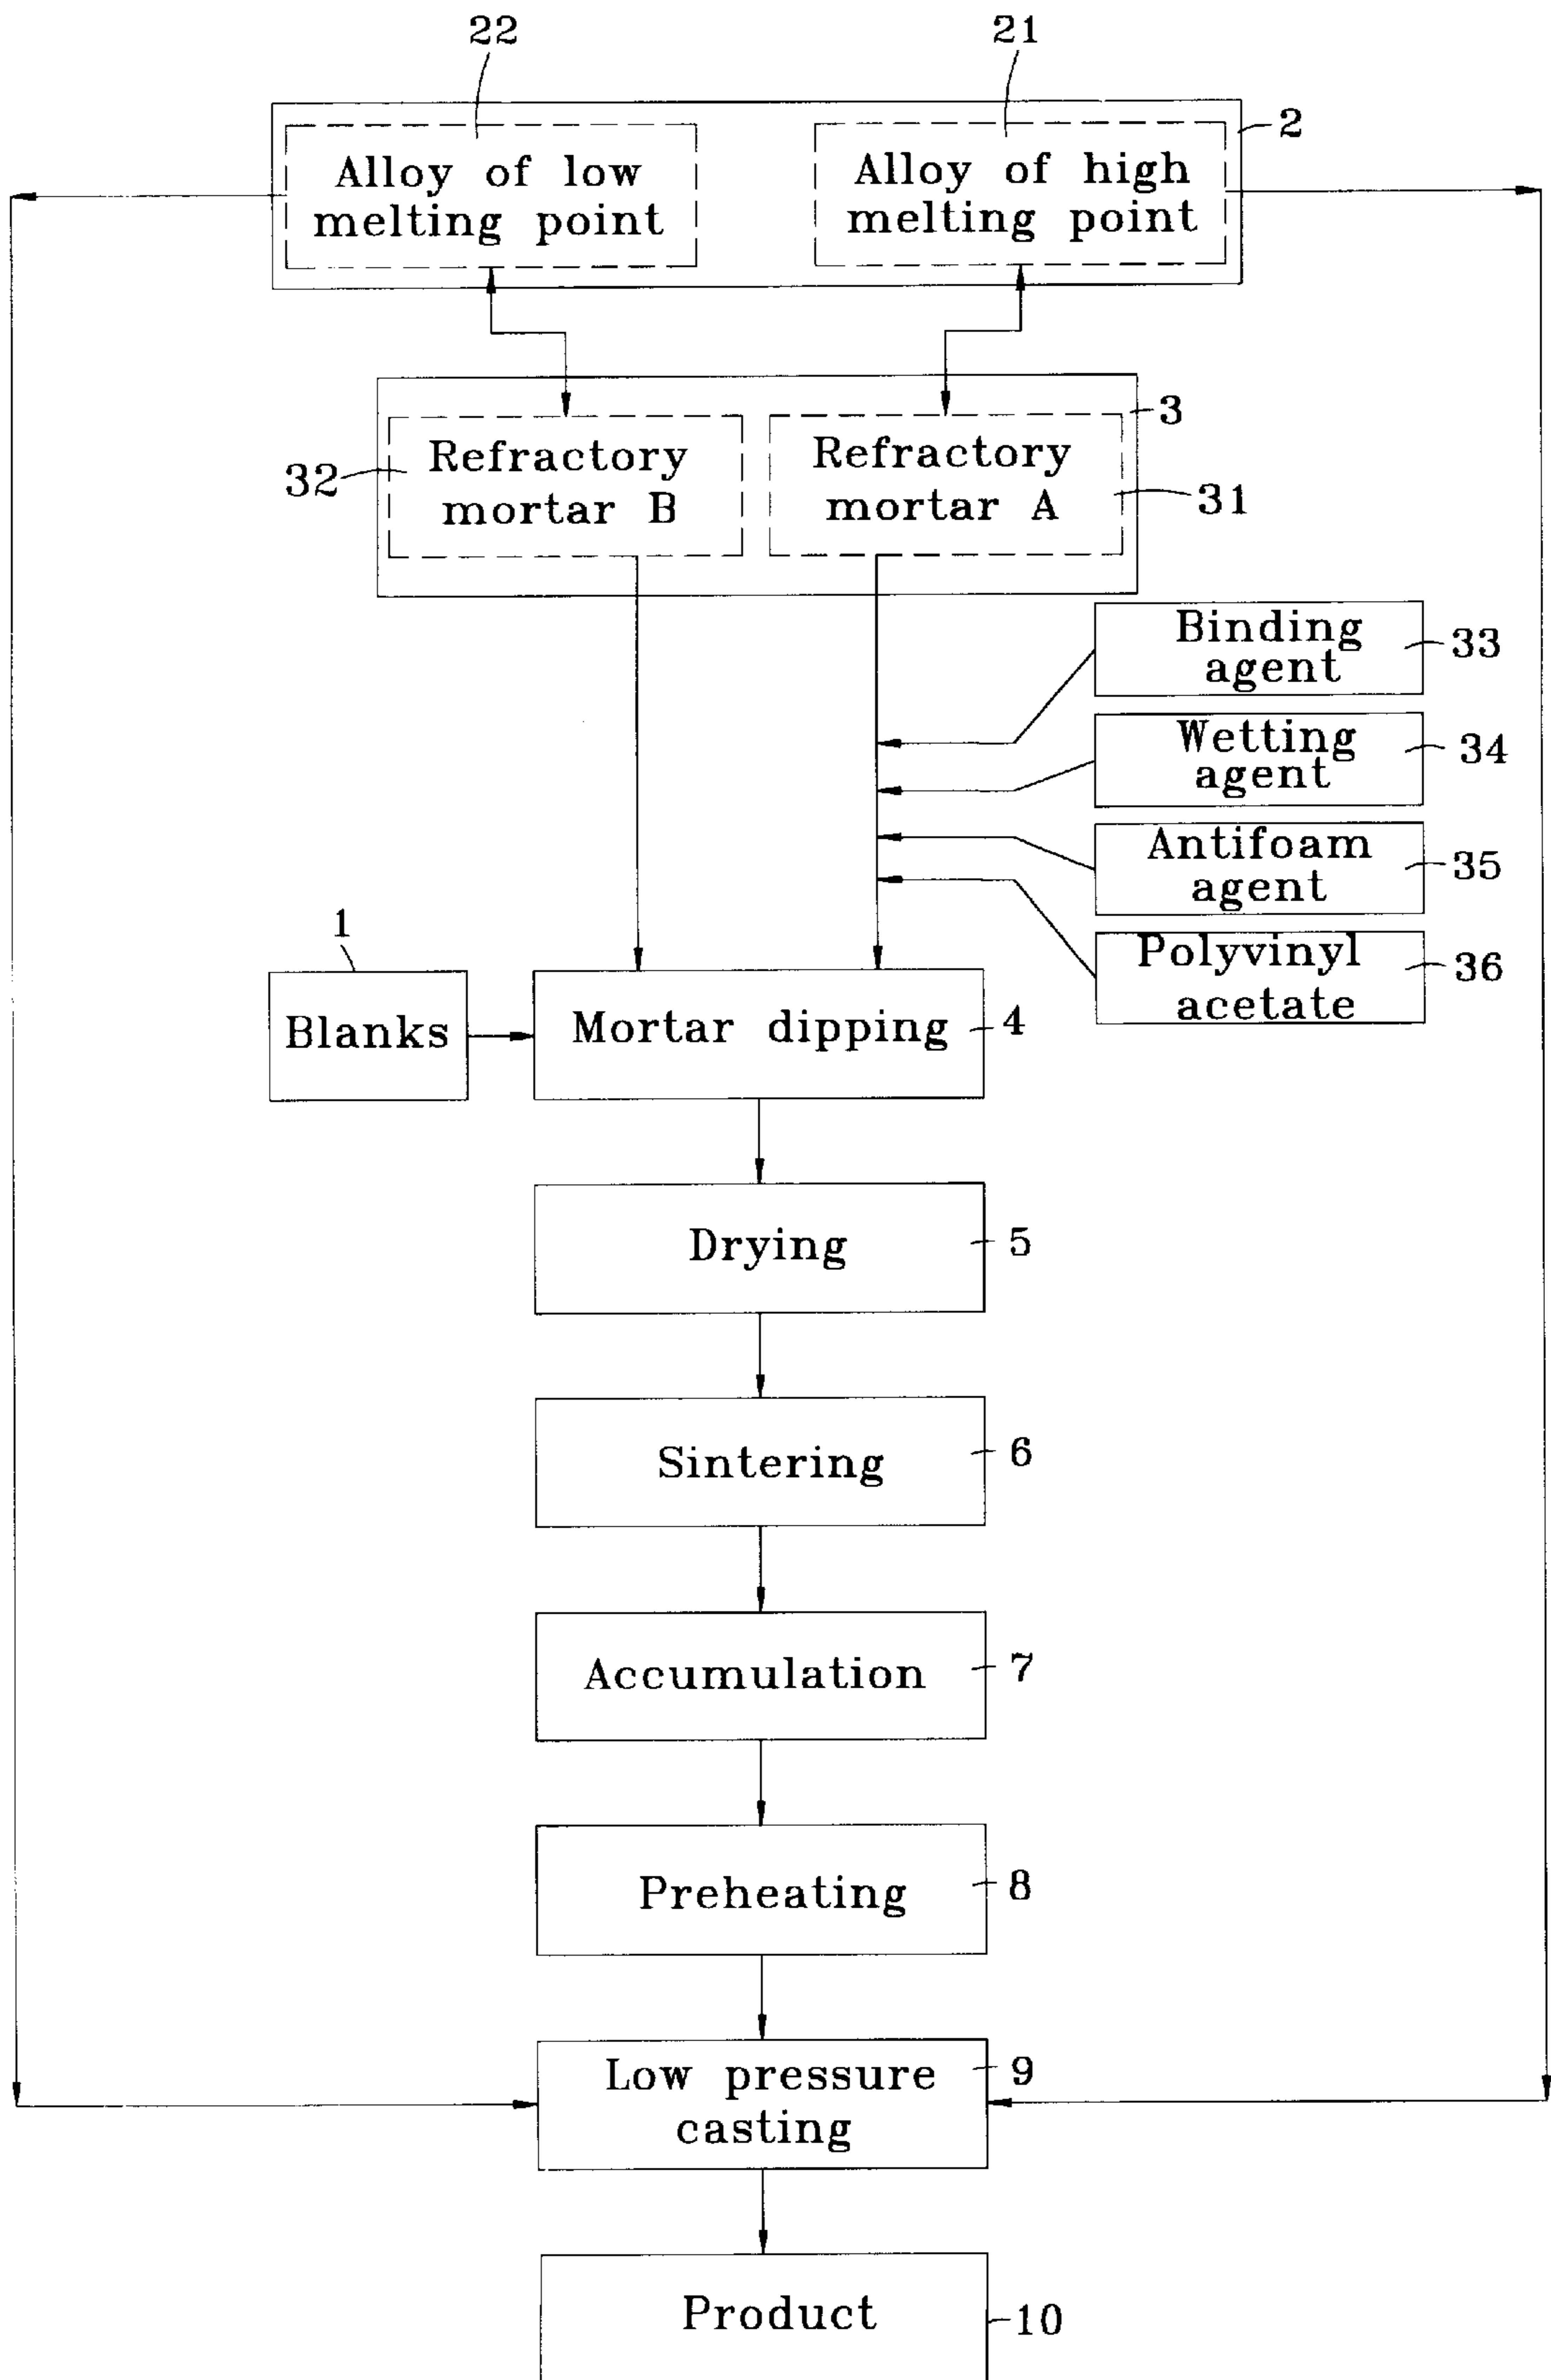 22
21
2
Alloy of low
melting point
Alloy of high
melting point
3
32
Refractory
mortar B
Refractory
mortar A
31
Binding
agent
33
Wetting
agent
34
Antifoam
agent
35
Polyvinyl
acetate
36
1
Blanks
Mortar dipping
4
Drying
5
Sintering
6
Accumulation
7
Preheating
8
Low pressure
casting
9
Product
10